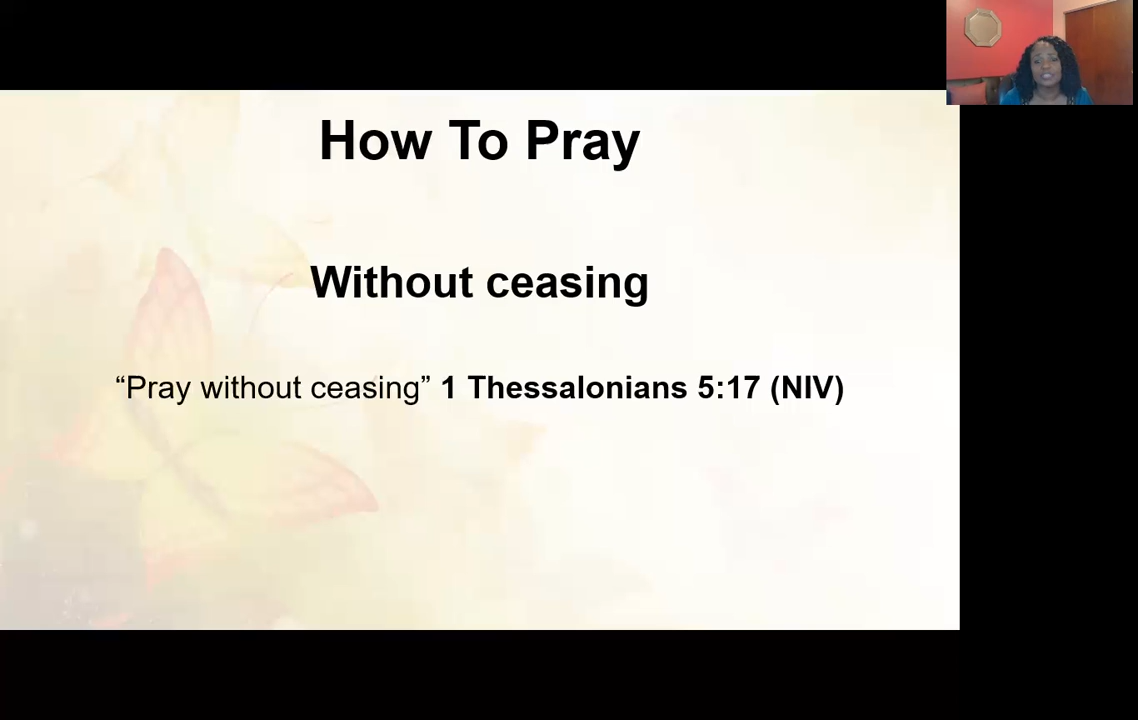 How To Pray
Without ceasing
“Pray without ceasing” 1 Thessalonians 5:17 (NIV)